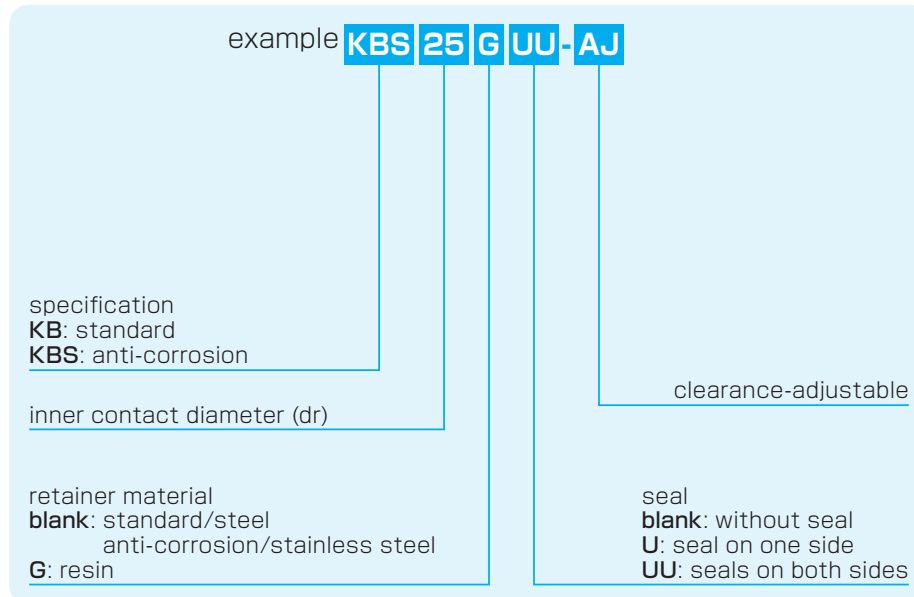 example KBS 25 G UU - AJ
specification
KB: standard
KBS: anti-corrosion
clearance-adjustable
inner contact diameter (dr)
retainer material
blank: standard/steel
anti-corrosion/stainless steel
G: resin
seal
blank: without seal
U: seal on one side
UU: seals on both sides